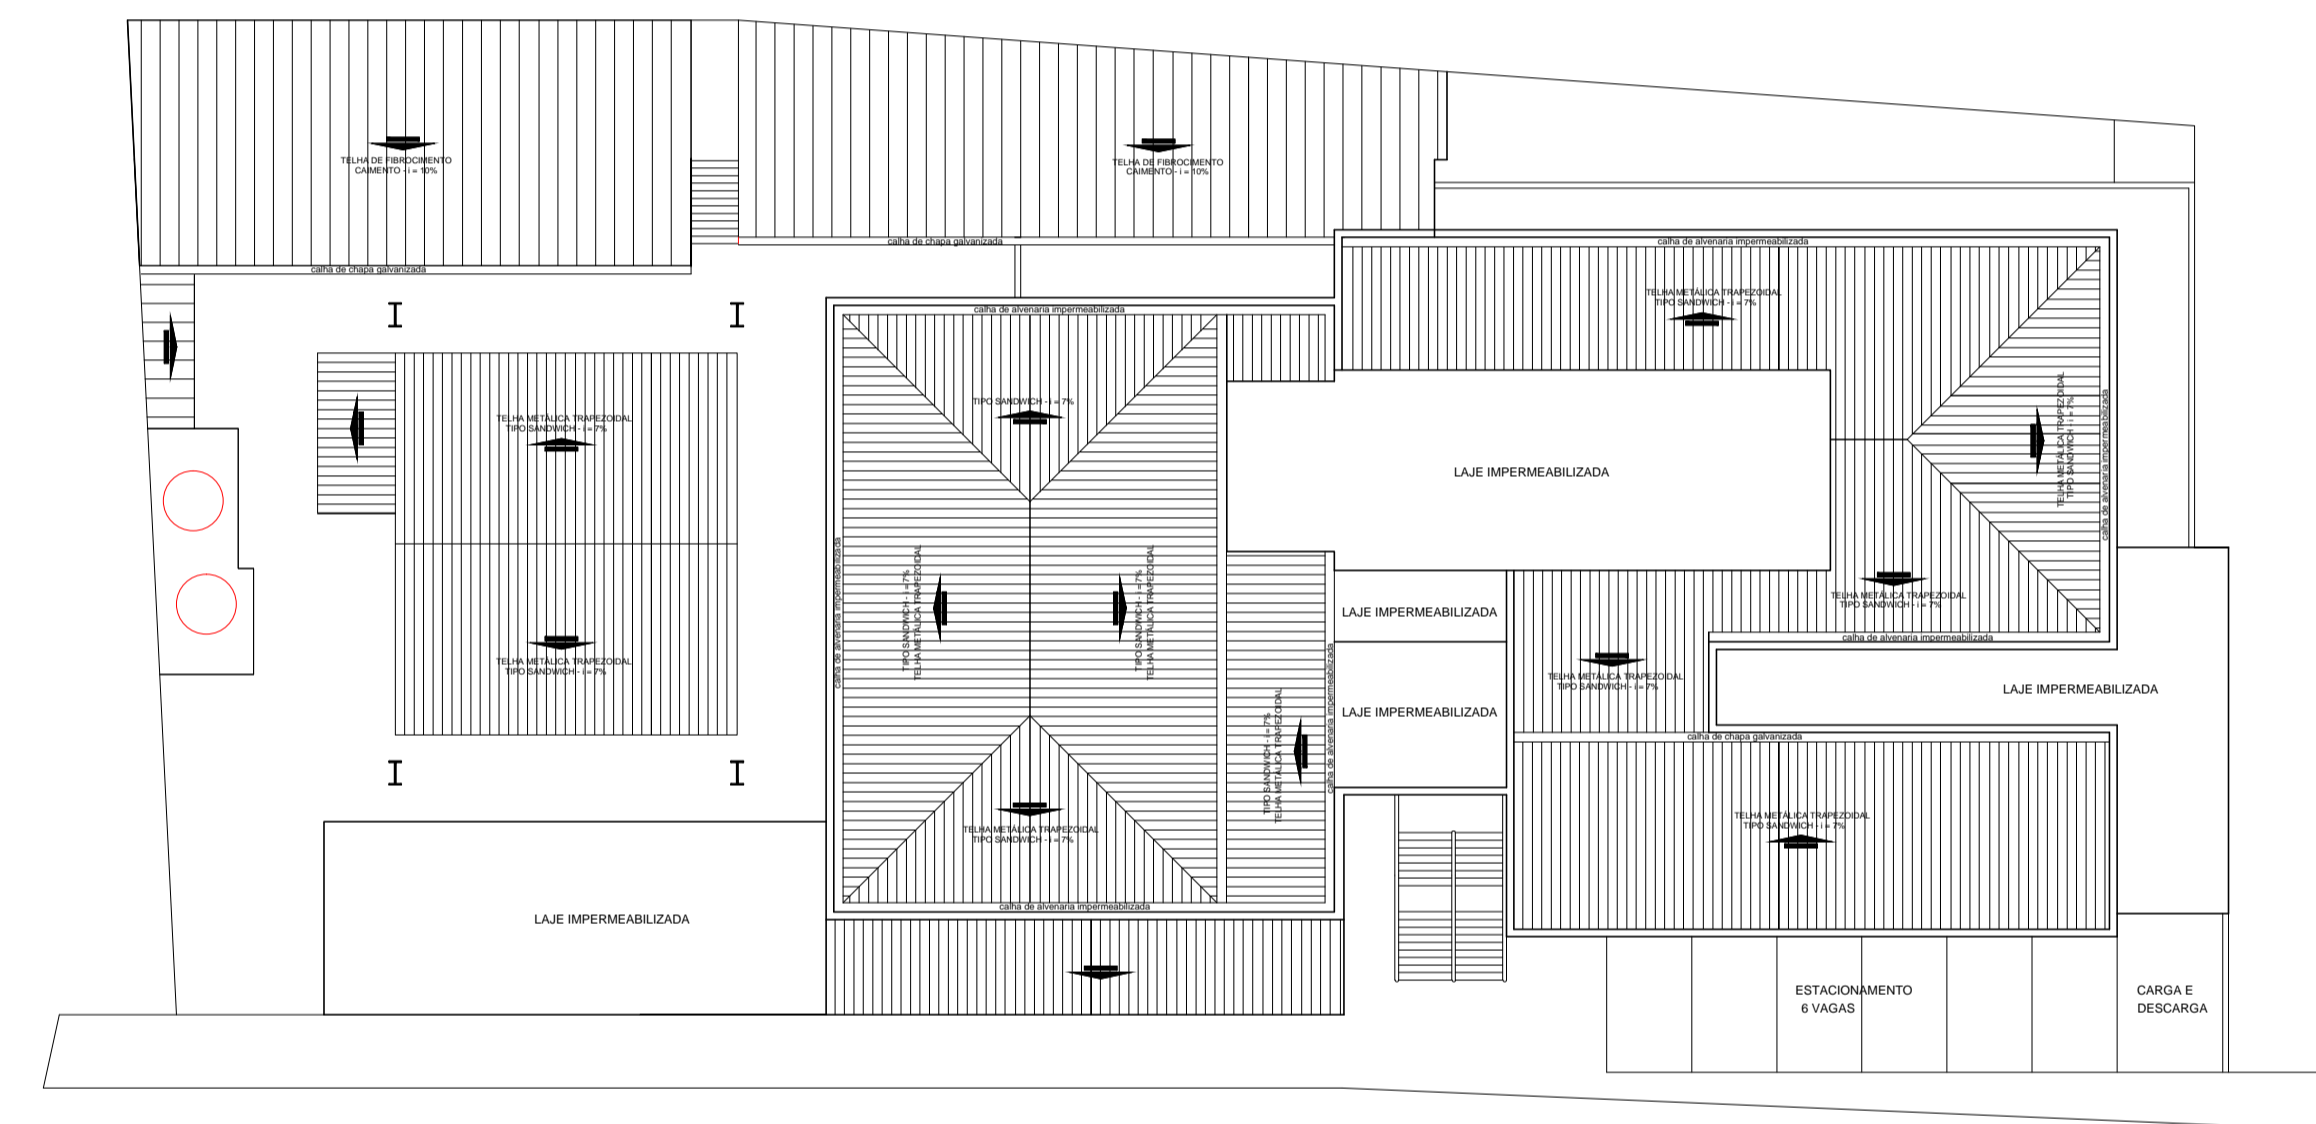 TELHA DE FIBROCIMENTO
CAIMENTO - i = 10%
TELHA DE FIBROCIMENTO
CAIMENTO - i = 10%
calha de chapa galvanizada
calha de alvenaria impermeabilizada
calha de chapa galvanizada
TELHA METÁLICA TRAPEZOIDAL
TIPO SANDWICH - i = 7%
calha de alvenaria impermeabilizada
TIPO SANDWICH - i = 7%
TELHA METÁLICA TRAPEZOIDAL
TIPO SANDWICH - i = 7%
TELHA METÁLICA TRAPEZOIDAL
TIPO SANDWICH - i = 7%
calha de alvenaria impermeabilizada
LAJE IMPERMEABILIZADA
calha de alvenaria impermeabilizada
TIPO SANDWICH - i = 7%
TELHA METÁLICA TRAPEZOIDAL
TIPO SANDWICH - i = 7%
TELHA METÁLICA TRAPEZOIDAL
LAJE IMPERMEABILIZADA
TELHA METÁLICA TRAPEZOIDAL
TIPO SANDWICH - i = 7%
calha de alvenaria impermeabilizada
TELHA METÁLICA TRAPEZOIDAL
TIPO SANDWICH - i = 7%
TELHA METÁLICA TRAPEZOIDAL
TIPO SANDWICH - i = 7%
LAJE IMPERMEABILIZADA
calha de alvenaria impermeabilizada
LAJE IMPERMEABILIZADA
TIPO SANDWICH - i = 7%
TELHA METÁLICA TRAPEZOIDAL
calha de chapa galvanizada
TELHA METÁLICA TRAPEZOIDAL
TIPO SANDWICH - i = 7%
TELHA METÁLICA TRAPEZOIDAL
TIPO SANDWICH - i = 7%
calha de alvenaria impermeabilizada
LAJE IMPERMEABILIZADA
ESTACIONAMENTO
6 VAGAS
CARGA E
DESCARGA